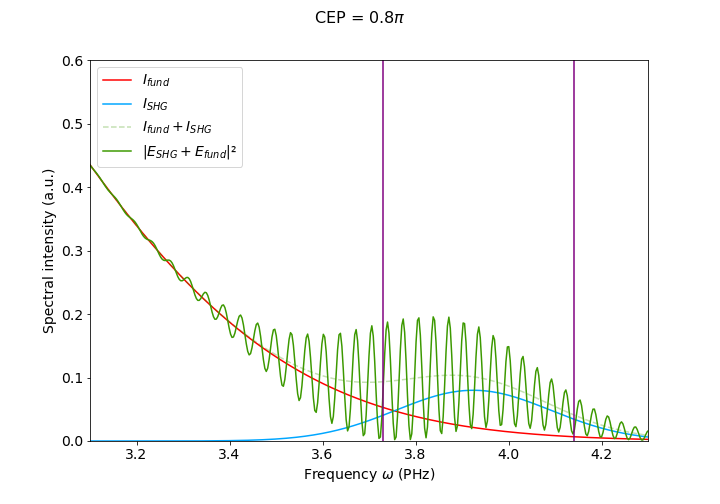 CEP = 0.8π
0.6
0.5
0.4
0.3
0.2
0.1
0.0
Spectral intensity (a.u.)
I_fund
I_SHG
I_fund + I_SHG
|E_SHG + E_fund|²
3.2 3.4 3.6 3.8 4.0 4.2
Frequency ω (PHz)